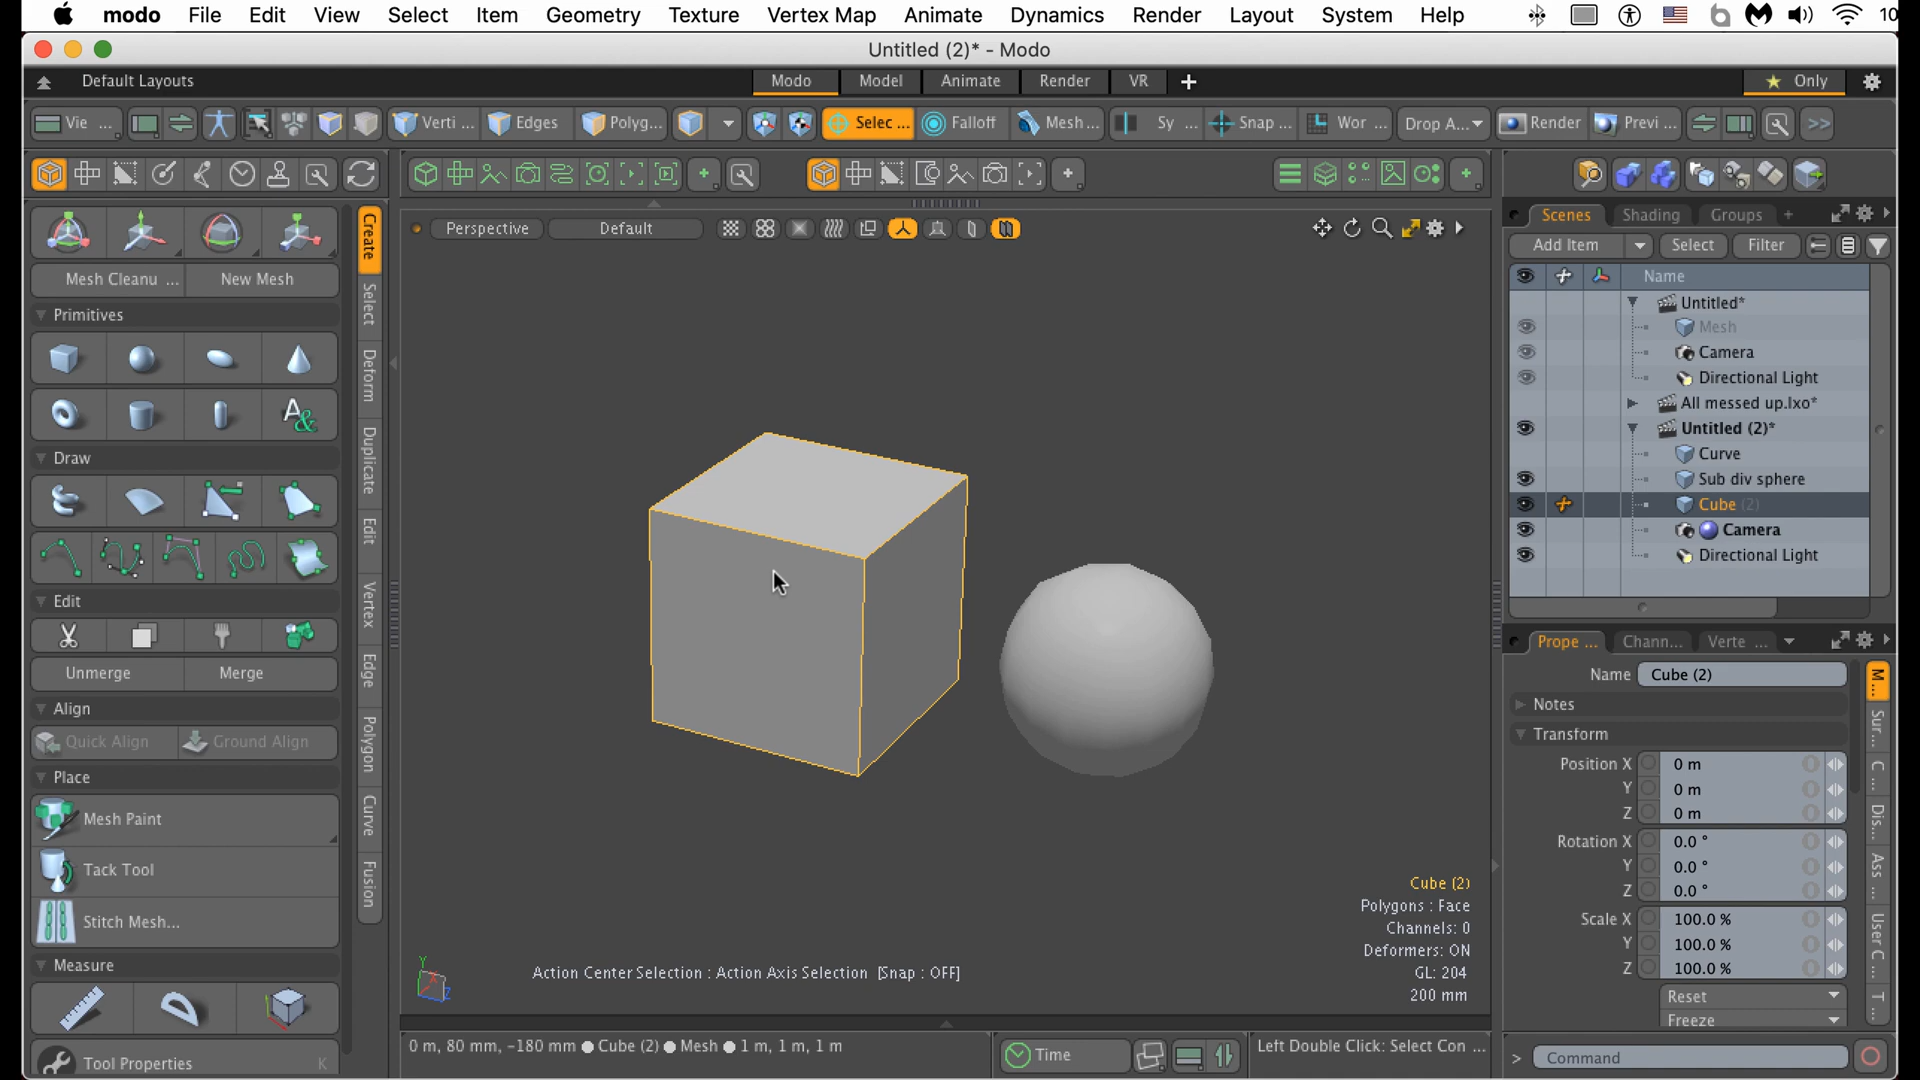 modo File Edit View Select Item Geometry Texture Vertex Map Animate Dynamics Render Layout System Help 10
Untitled (2)* - Modo
Default Layouts Modo Model Animate Render VR + Only
Vie ... Verti ... Edges Polyg... Selec ... Falloff Mesh ... Sy ... Snap ... Wor ... Drop A... Render Previ ... >>
Perspective Default
Scenes Shading Groups +
Add Item Select Filter
Name
Untitled*
Mesh
Camera
Directional Light
All messed up.lxo*
Untitled (2)*
Curve
Sub div sphere
Cube (2)
Camera
Directional Light
Mesh Cleanu ... New Mesh
Primitives
Draw
Edit
Unmerge Merge
Align
Quick Align Ground Align
Place
Mesh Paint
Tack Tool
Stitch Mesh...
Measure
Tool Properties K
Create
Select
Deform
Duplicate
Edit
Vertex
Edge
Polygon
Curve
Fusion
Cube (2)
Polygons : Face
Channels: 0
Deformers: ON
GL: 204
200 mm
Y
Z
Action Center Selection : Action Axis Selection [Snap : OFF]
0 m, 80 mm, -180 mm Cube (2) Mesh 1 m, 1 m, 1 m
Time
Left Double Click: Select Con ...
Prope ... Chann... Verte ...
Name Cube (2)
Notes
Transform
Position X 0 m
Y 0 m
Z 0 m
Rotation X 0.0 °
Y 0.0 °
Z 0.0 °
Scale X 100.0 %
Y 100.0 %
Z 100.0 %
Reset
Freeze
M...
Sur...
C ...
Dis...
Ass ...
User C ...
T ...
> Command